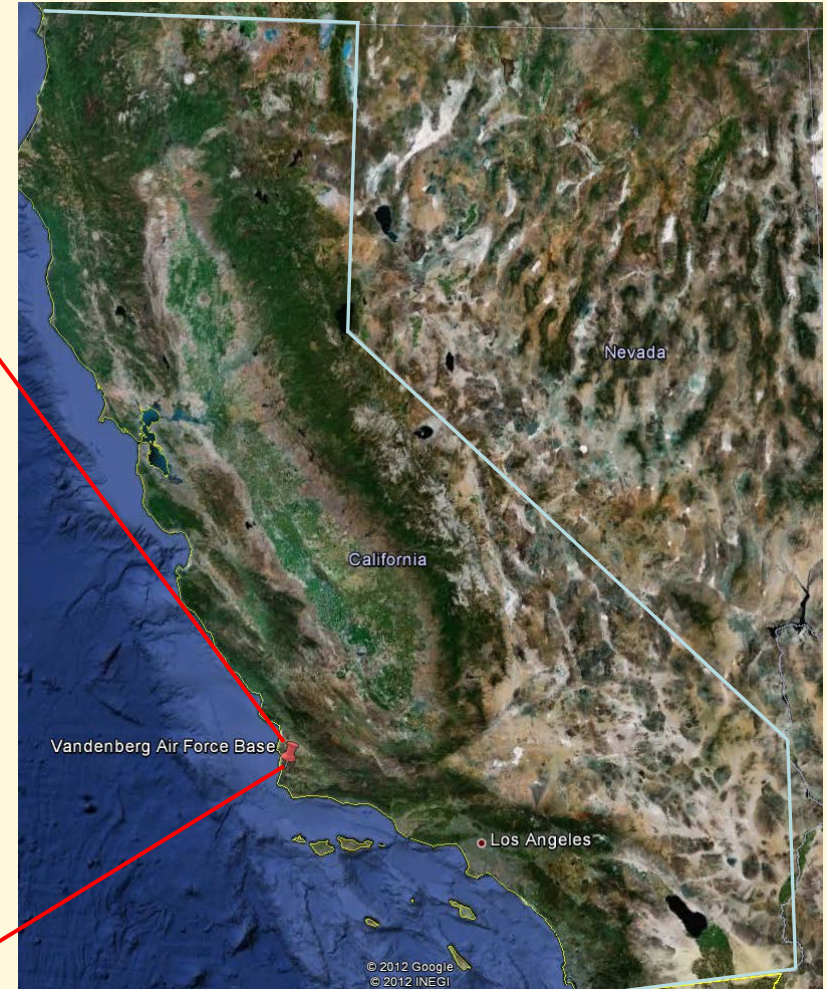 Nevada
California
Vandenberg Air Force Base
Los Angeles
© 2012 Google
© 2012 INEGI